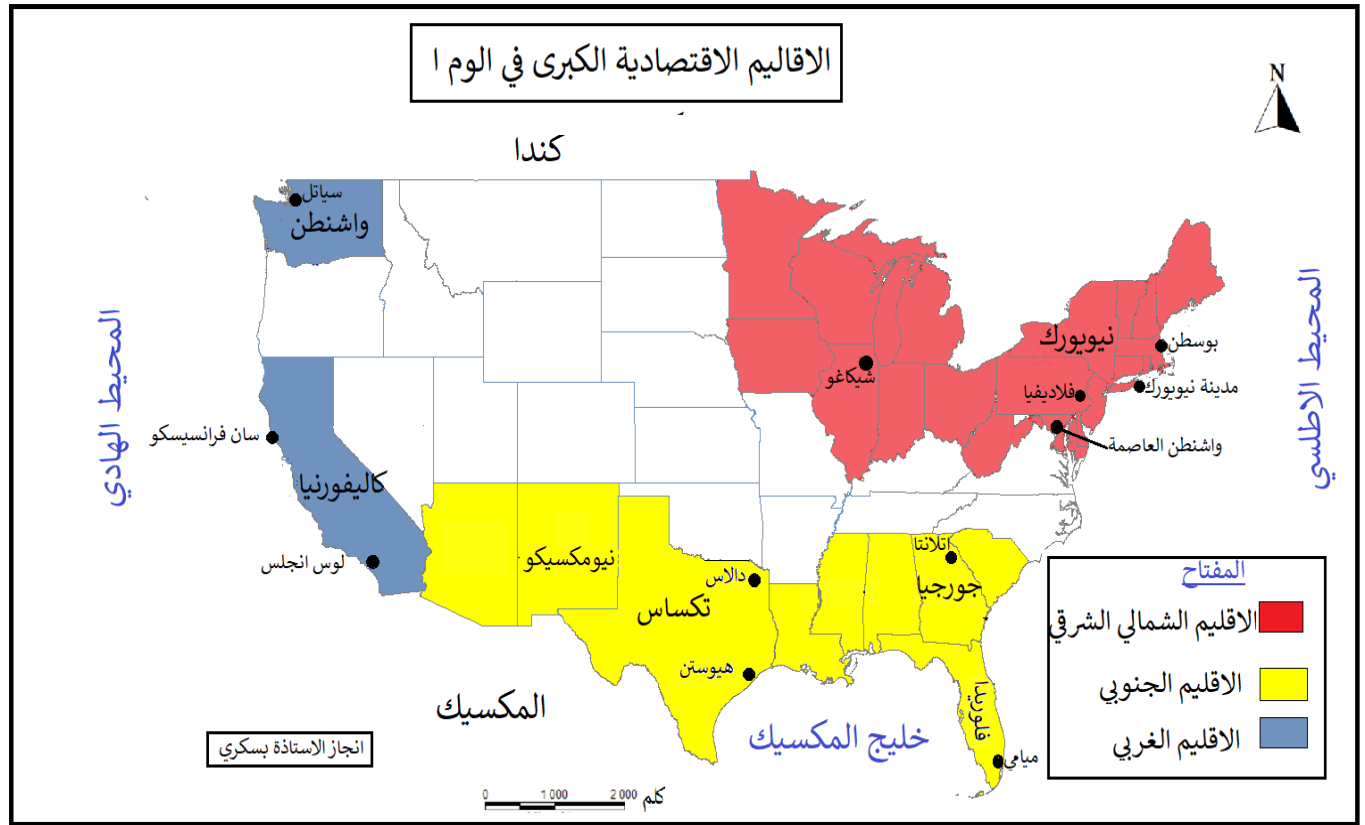 الاقاليم الاقتصادية الكبرى في الوم ا
N
كندا
سياتل
واشنطن
المحيط الهادي
المحيط الاطلسي
نيويورك
بوسطن
شيكاغو
فلاديفيا
مدينة نيويورك
سان فرانسيسكو
واشنطن العاصمة
كاليفورنيا
لوس انجلس
نيومكسيكو
دالاس
تكساس
اتلانتا
جورجيا
هيوستن
فلوريدا
ميامي
المكسيك
خليج المكسيك
المفتاح
الاقليم الشمالي الشرقي
الاقليم الجنوبي
الاقليم الغربي
انجاز الاستاذة بسكري
0 1 000 2 000 كلم